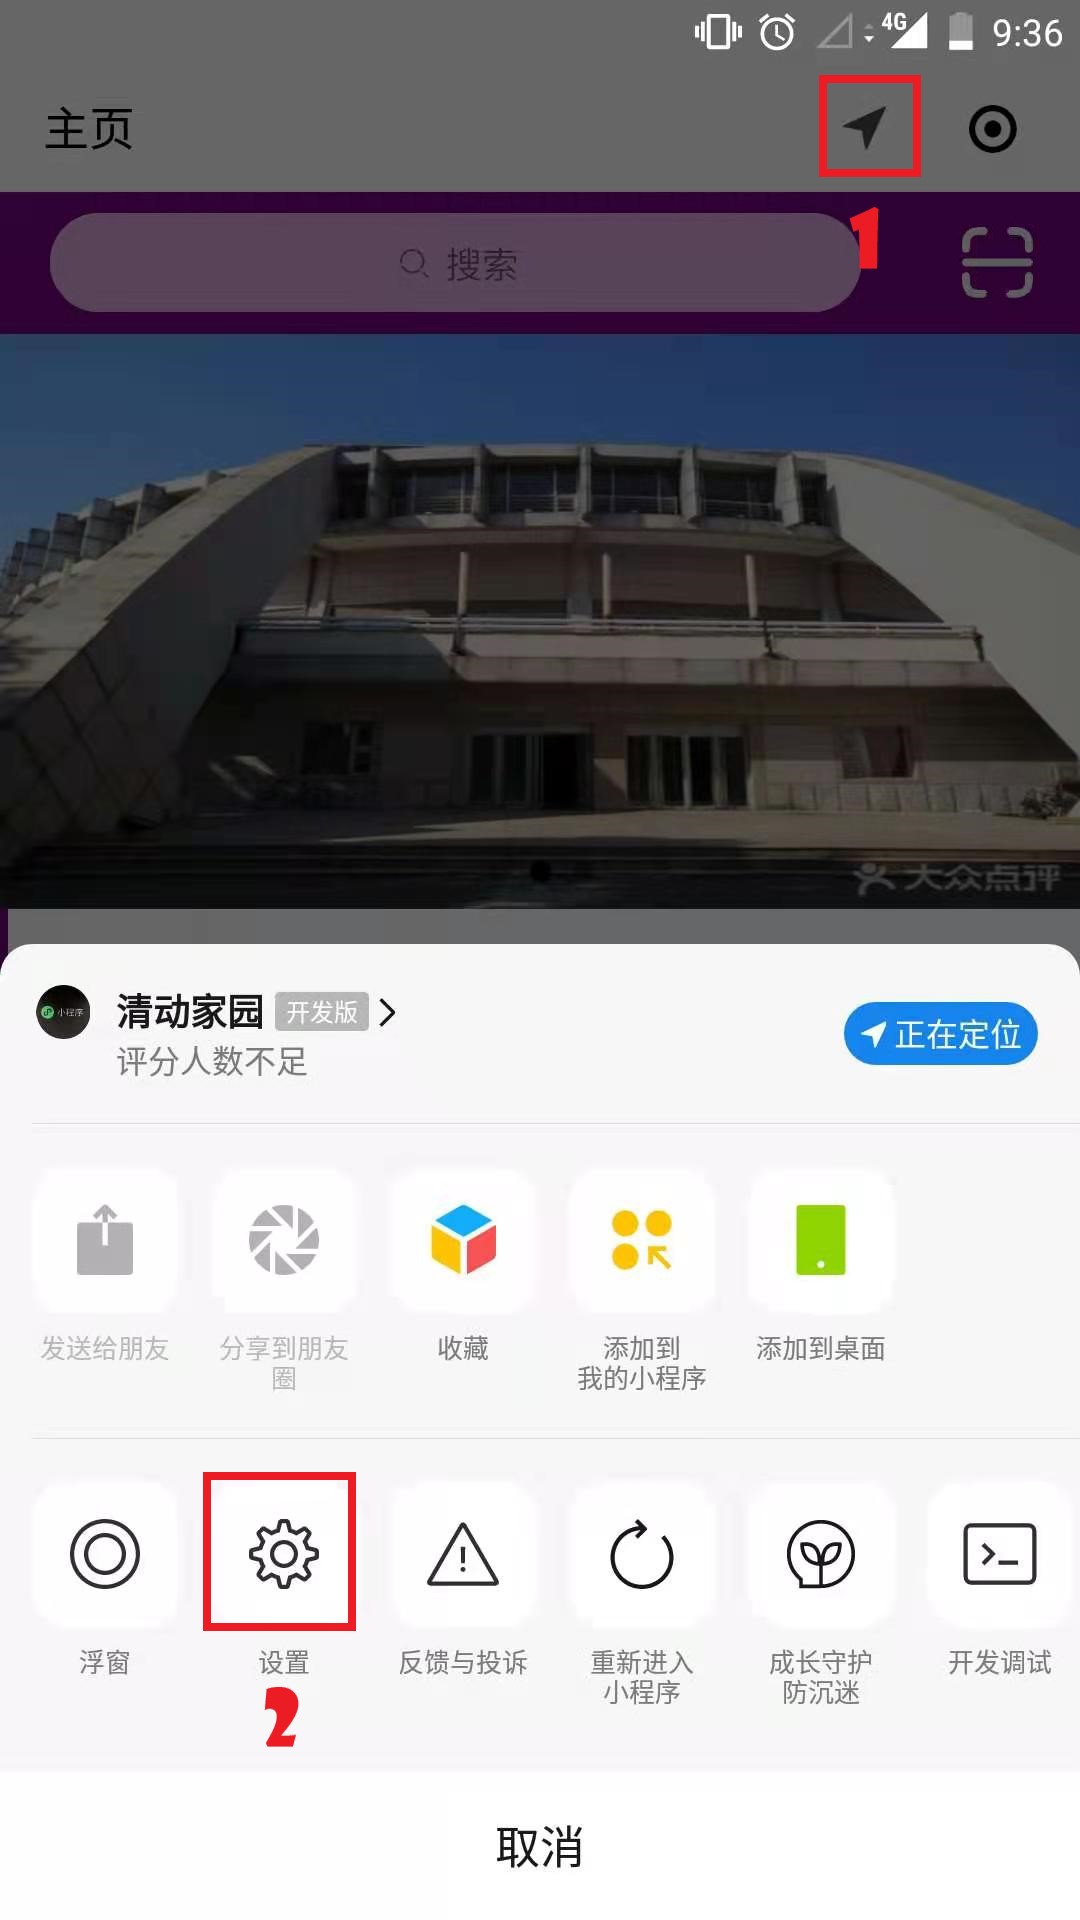 4G 9:36
主页
1
搜索
大众点评
小程序
清动家园 开发版
评分人数不足
正在定位
发送给朋友
分享到朋友
圈
收藏
添加到
我的小程序
添加到桌面
浮窗
设置
反馈与投诉
重新进入
小程序
成长守护
防沉迷
开发调试
2
取消